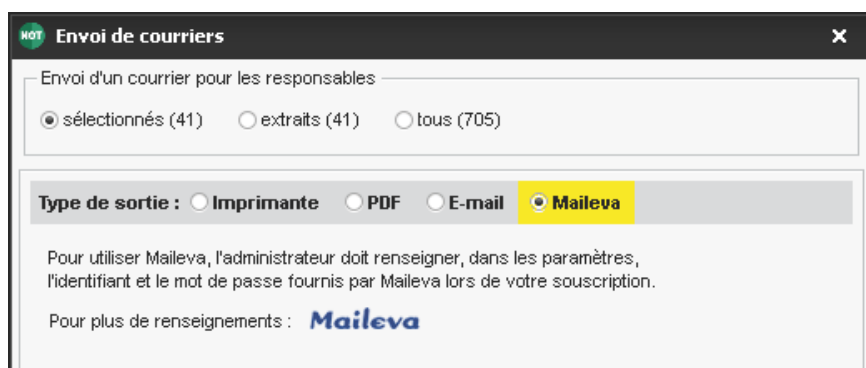 NOT Envoi de courriers
Envoi d'un courrier pour les responsables
sélectionnés (41) extraits (41) tous (705)
Type de sortie : Imprimante PDF E-mail Maileva
Pour utiliser Maileva, l'administrateur doit renseigner, dans les paramètres,
l'identifiant et le mot de passe fournis par Maileva lors de votre souscription.
Pour plus de renseignements : Maileva